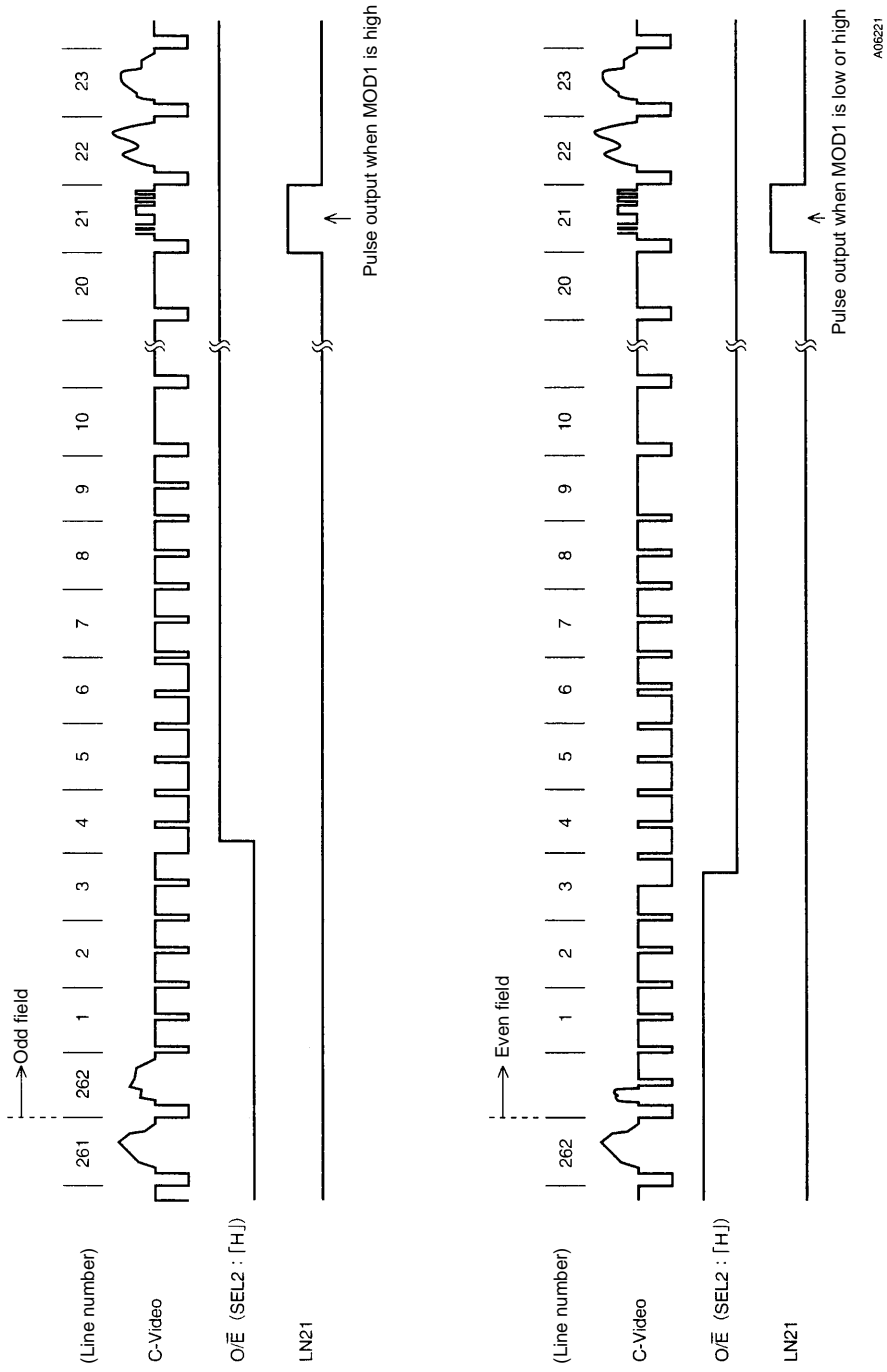 →Odd field
(Line number) 261 262 1 2 3 4 5 6 7 8 9 10 20 21 22 23
C-Video
O/E̅ (SEL2 : ｢H｣)
LN21
Pulse output when MOD1 is high
→ Even field
(Line number) 262 1 2 3 4 5 6 7 8 9 10 20 21 22 23
C-Video
O/E̅ (SEL2 : ｢H｣)
LN21
Pulse output when MOD1 is low or high
A06221